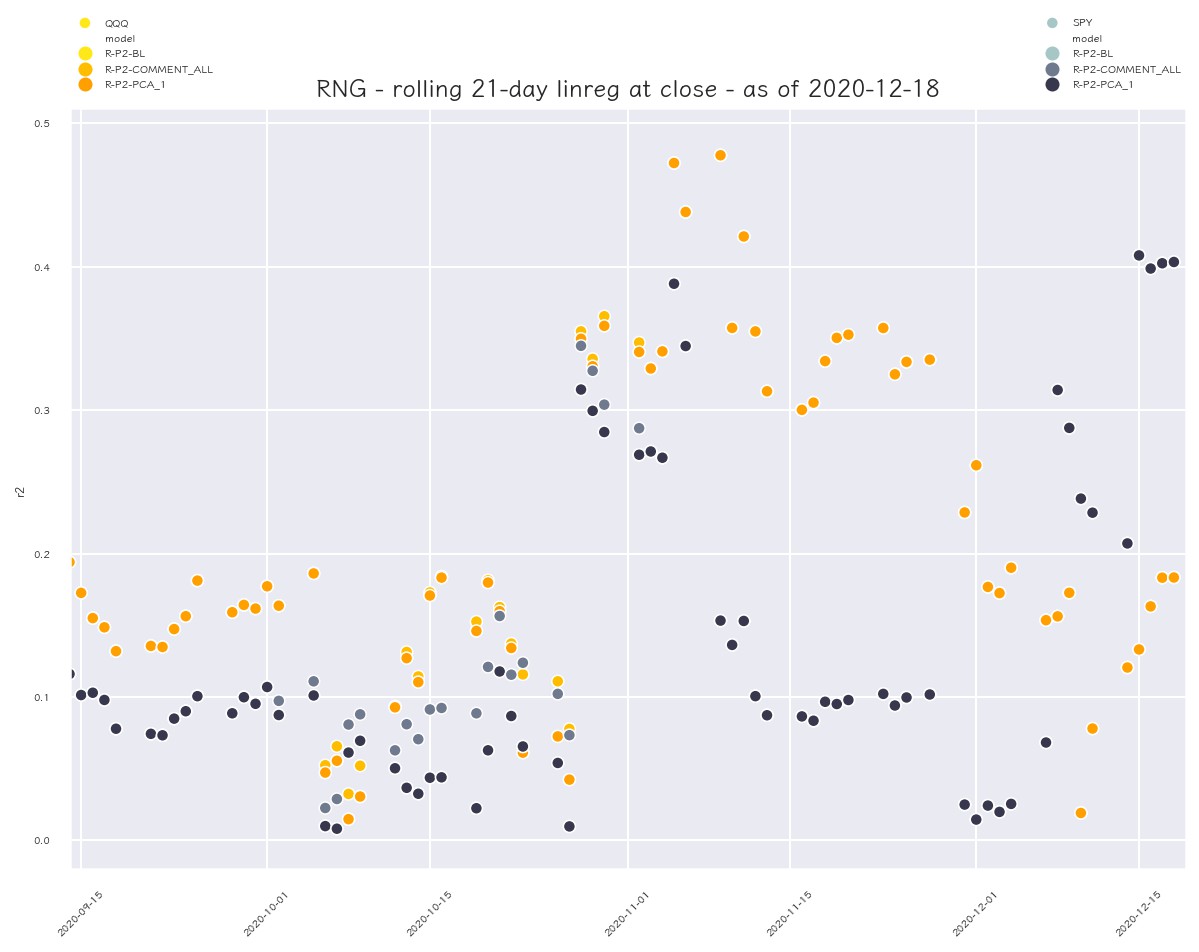 QQQ
model
R-P2-BL
R-P2-COMMENT_ALL
R-P2-PCA_1
SPY
model
R-P2-BL
R-P2-COMMENT_ALL
R-P2-PCA_1
RNG - rolling 21-day linreg at close - as of 2020-12-18
0.5
0.4
0.3
0.2
0.1
0.0
r2
2020-09-15
2020-10-01
2020-10-15
2020-11-01
2020-11-15
2020-12-01
2020-12-15